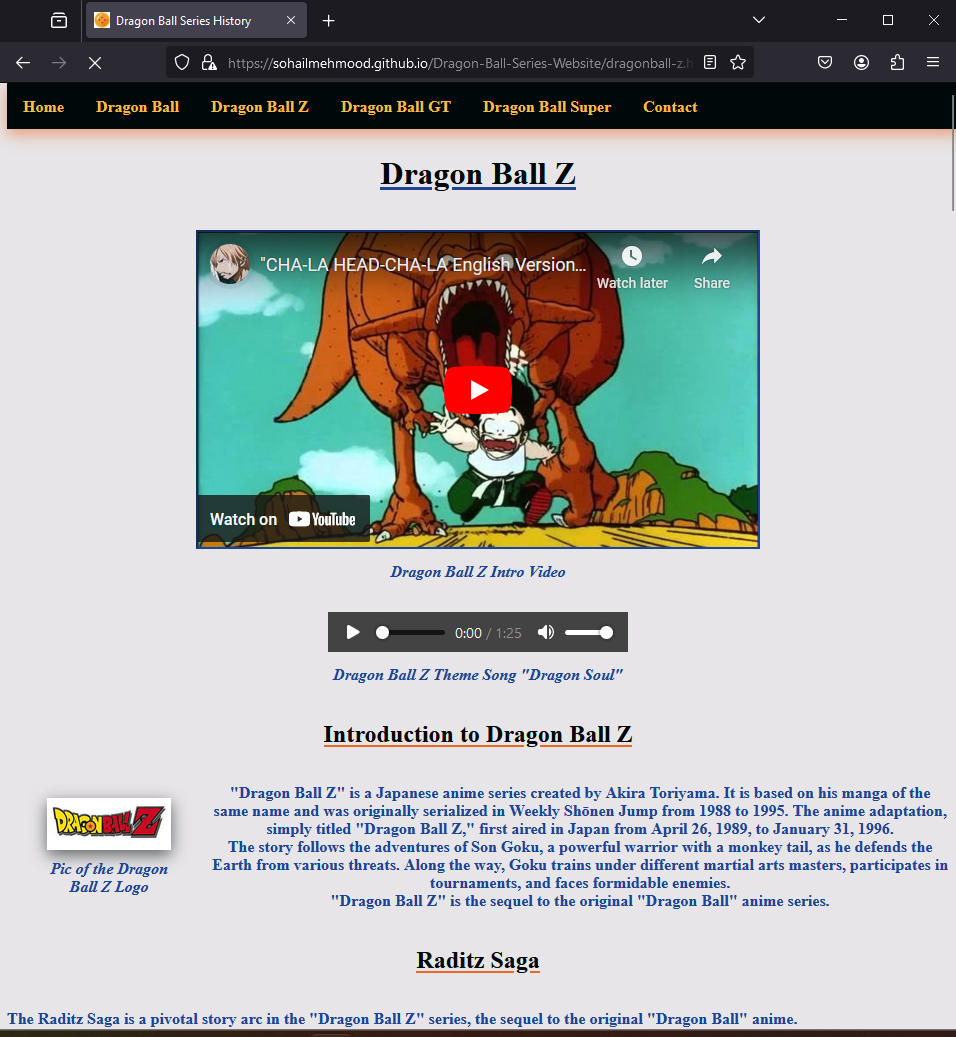 Dragon Ball Series History
https://sohailmehmood.github.io/Dragon-Ball-Series-Website/dragonball-z.h
Home Dragon Ball Dragon Ball Z Dragon Ball GT Dragon Ball Super Contact
Dragon Ball Z
"CHA-LA HEAD-CHA-LA English Version...
Watch later
Share
Watch on YouTube
Dragon Ball Z Intro Video
0:00 / 1:25
Dragon Ball Z Theme Song "Dragon Soul"
Introduction to Dragon Ball Z
DRAGON BALL Z
Pic of the Dragon
Ball Z Logo
"Dragon Ball Z" is a Japanese anime series created by Akira Toriyama. It is based on his manga of the
same name and was originally serialized in Weekly Shōnen Jump from 1988 to 1995. The anime adaptation,
simply titled "Dragon Ball Z," first aired in Japan from April 26, 1989, to January 31, 1996.
The story follows the adventures of Son Goku, a powerful warrior with a monkey tail, as he defends the
Earth from various threats. Along the way, Goku trains under different martial arts masters, participates in
tournaments, and faces formidable enemies.
"Dragon Ball Z" is the sequel to the original "Dragon Ball" anime series.
Raditz Saga
The Raditz Saga is a pivotal story arc in the "Dragon Ball Z" series, the sequel to the original "Dragon Ball" anime.